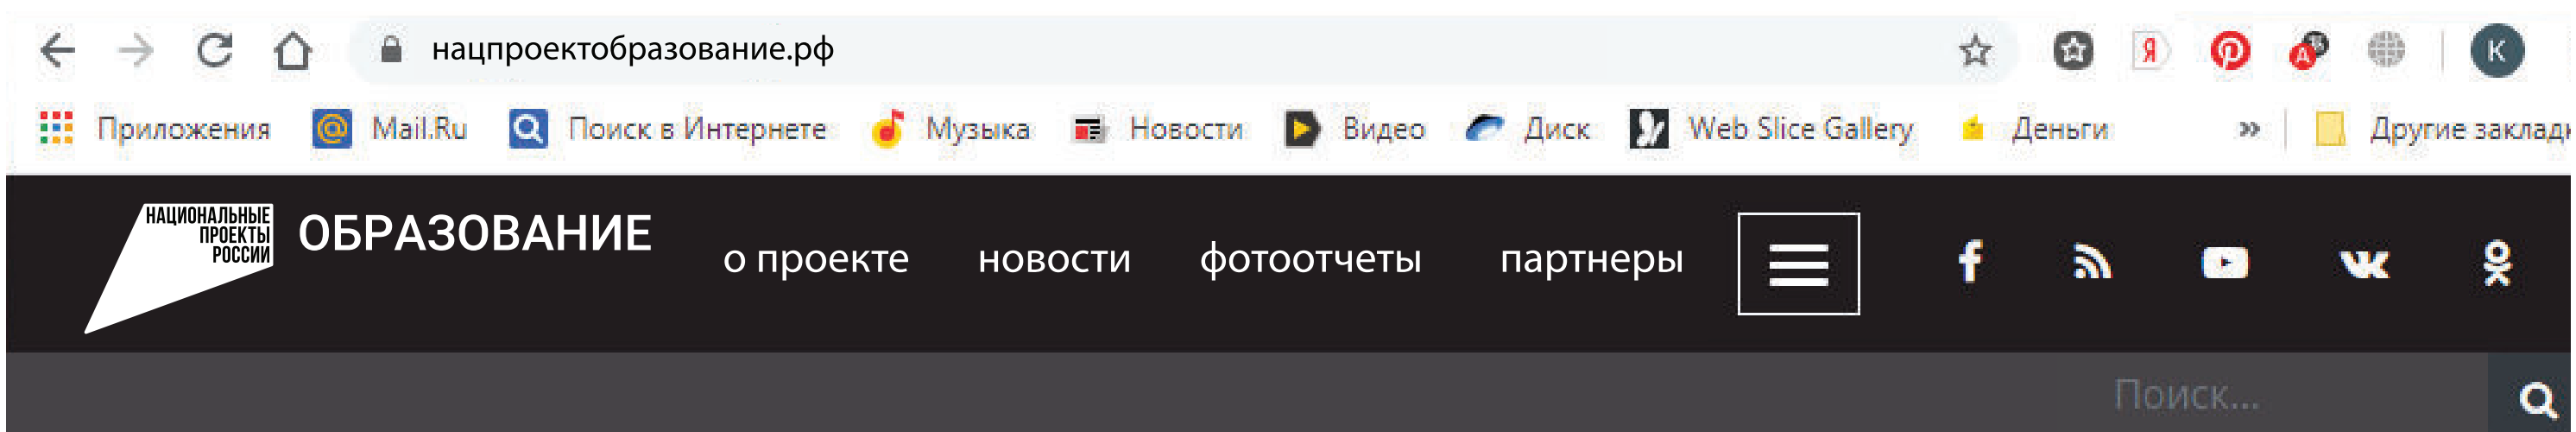 нацпроектобразование.рф
Я
К
Приложения Mail.Ru Поиск в Интернете Музыка Новости Видео Диск Web Slice Gallery Деньги » Другие заклад
НАЦИОНАЛЬНЫЕ
ПРОЕКТЫ
РОССИИ
ОБРАЗОВАНИЕ
о проекте новости фотоотчеты партнеры
Поиск...